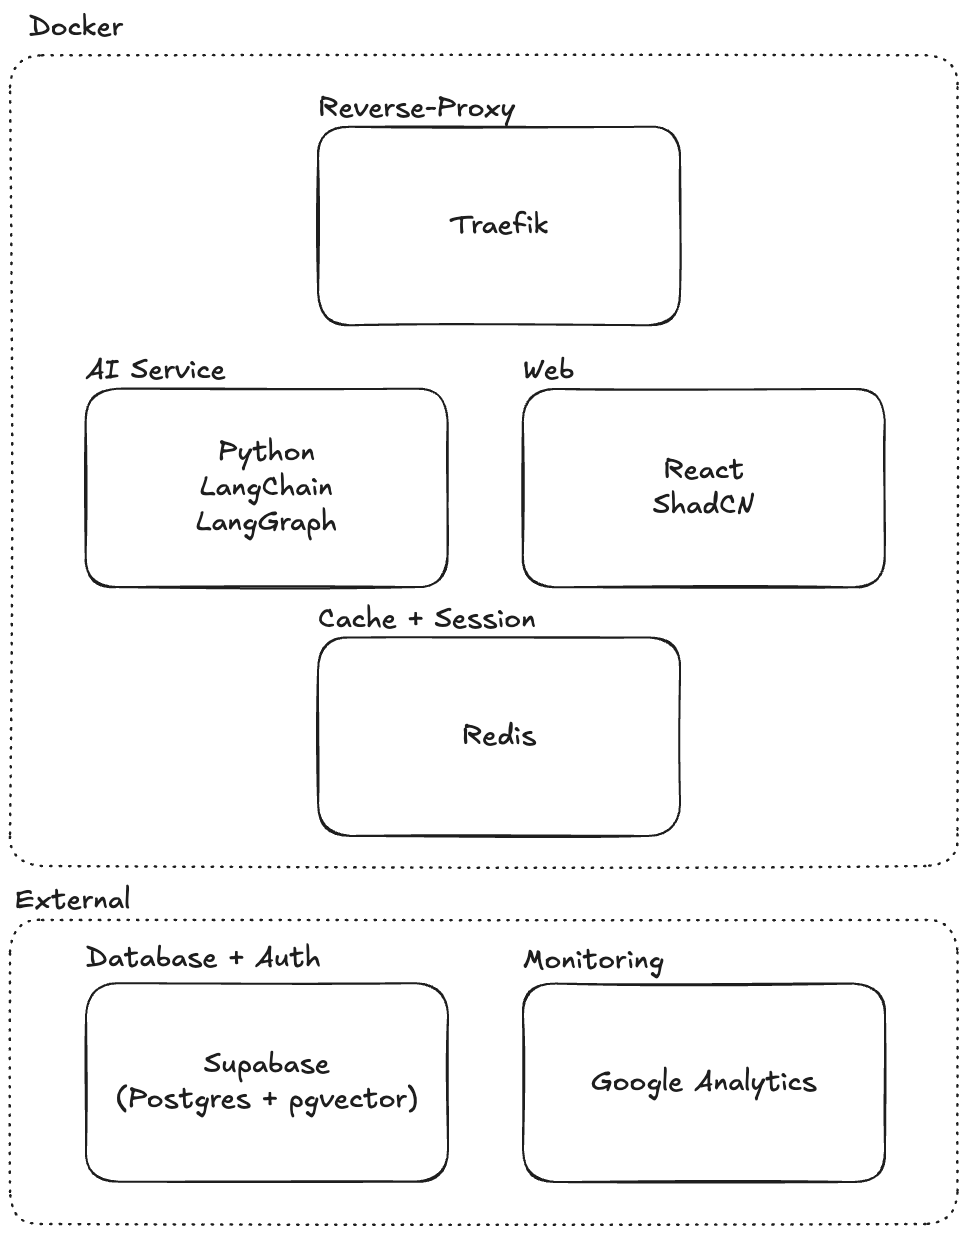 Docker
Reverse-Proxy
Traefik
AI Service
Web
Python
LangChain
LangGraph
React
ShadCN
Cache + Session
Redis
External
Database + Auth
Monitoring
Supabase
(Postgres + pgvector)
Google Analytics